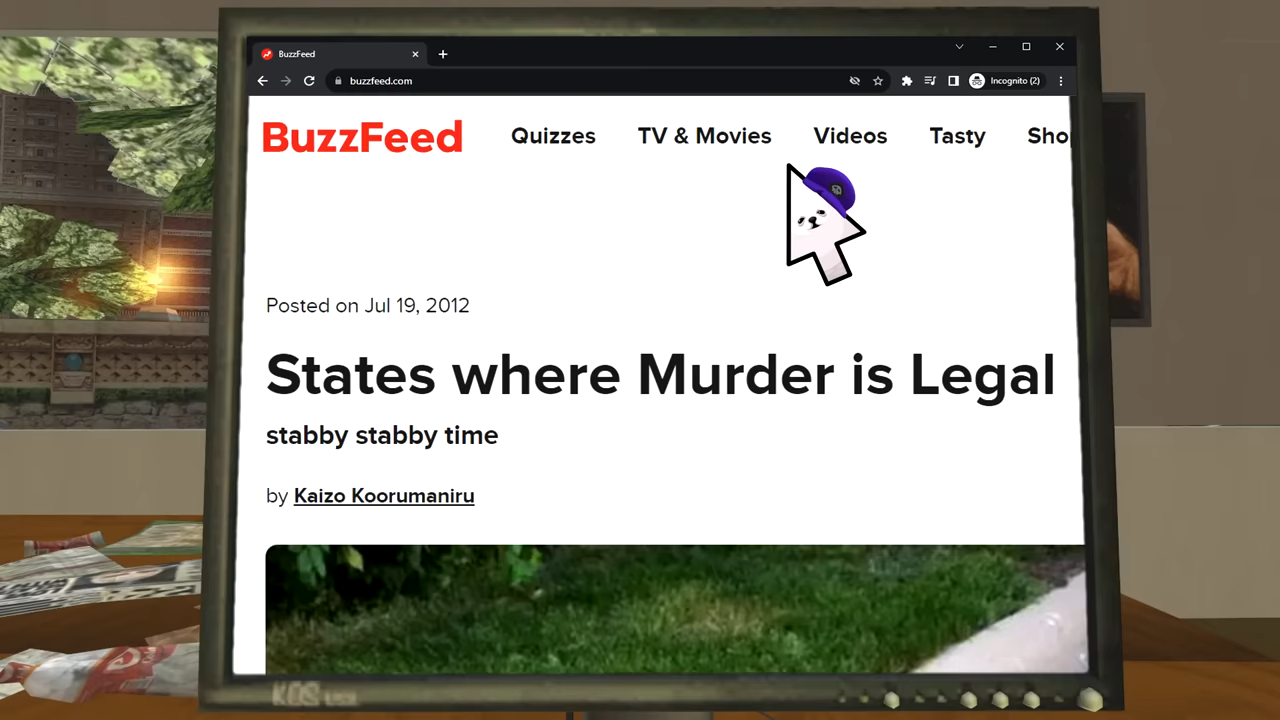 BuzzFeed
buzzfeed.com
Incognito (2)
BuzzFeed Quizzes TV & Movies Videos Tasty Shop
Posted on Jul 19, 2012
States where Murder is Legal
stabby stabby time
by Kaizo Koorumaniru